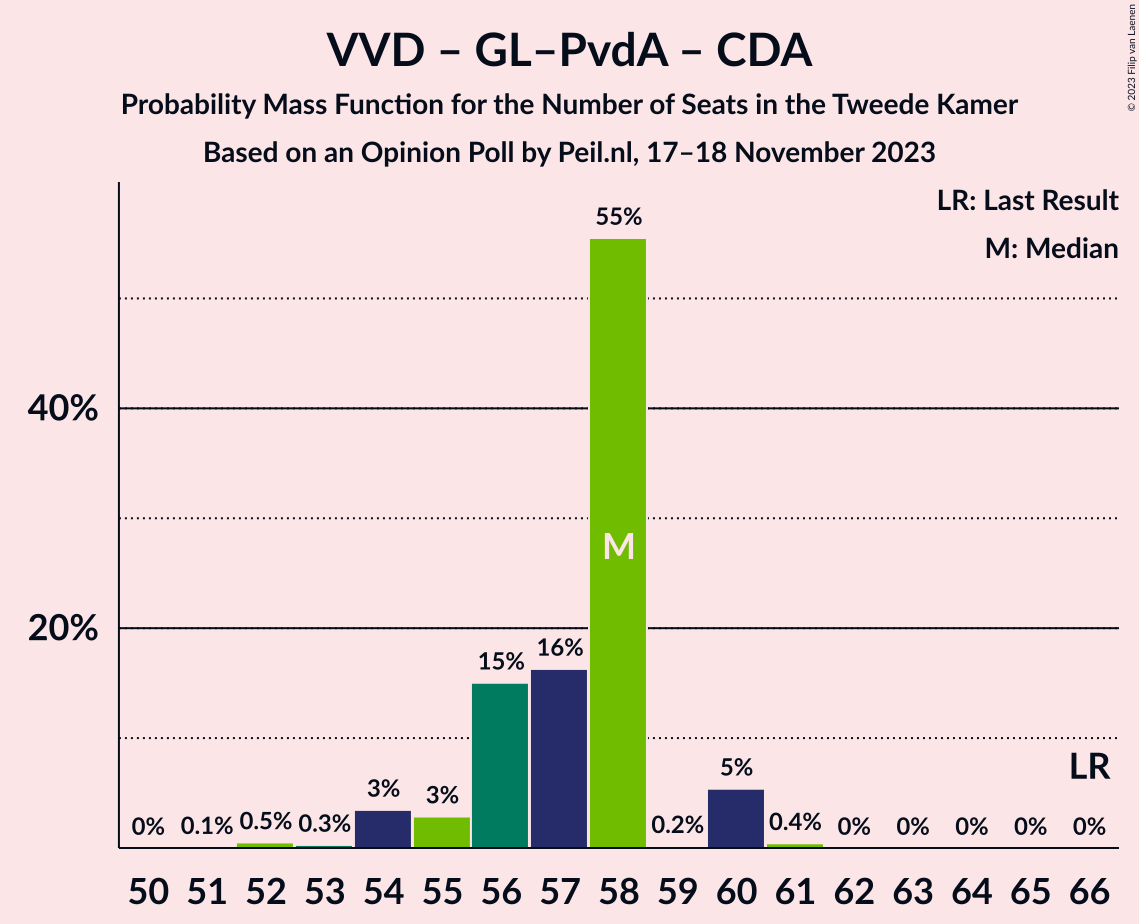 VVD – GL–PvdA – CDA
Probability Mass Function for the Number of Seats in the Tweede Kamer
Based on an Opinion Poll by Peil.nl, 17–18 November 2023
© 2023 Filip van Laenen
LR: Last Result
M: Median
55%
40%
M
20%
16%
15%
LR
5%
3%
3%
0% 0.1% 0.5% 0.3% 0.2% 0.4% 0% 0% 0% 0% 0%
50 51 52 53 54 55 56 57 58 59 60 61 62 63 64 65 66